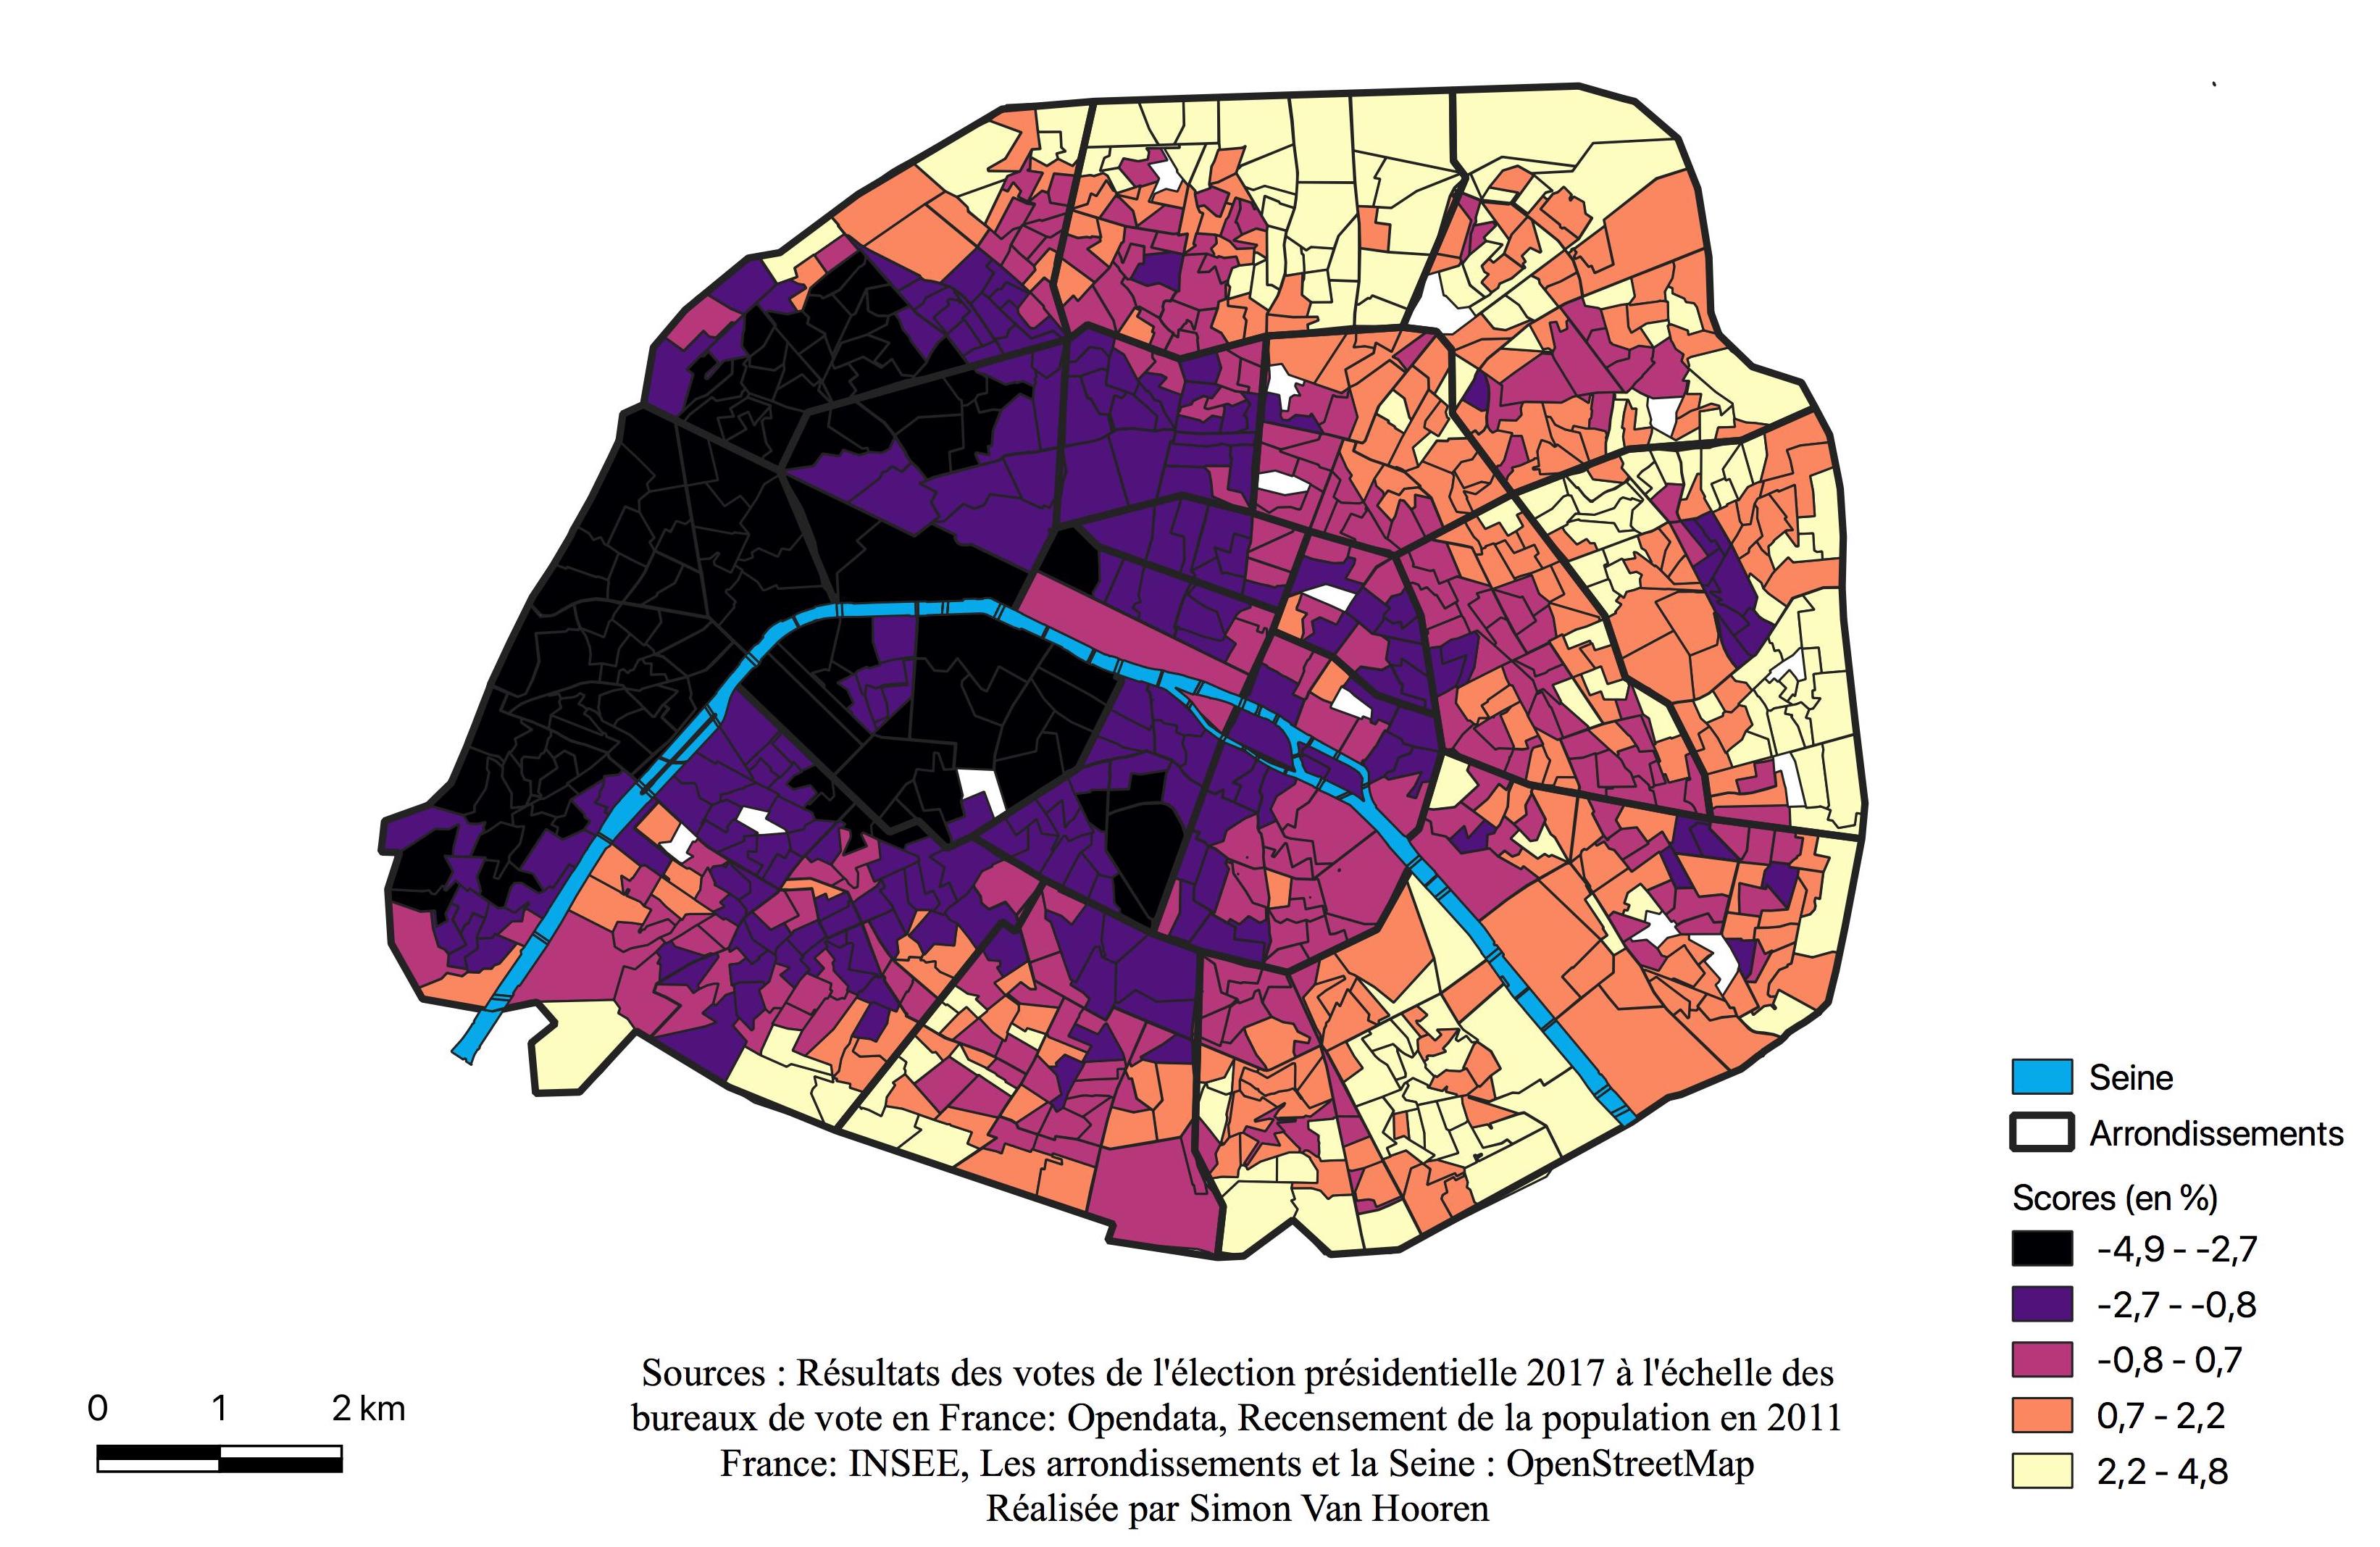 Seine
Arrondissements
Scores (en %)
-4,9 - -2,7
-2,7 - -0,8
-0,8 - 0,7
0,7 - 2,2
2,2 - 4,8
0 1 2 km
Sources : Résultats des votes de l'élection présidentielle 2017 à l'échelle des
bureaux de vote en France: Opendata, Recensement de la population en 2011
France: INSEE, Les arrondissements et la Seine : OpenStreetMap
Réalisée par Simon Van Hooren